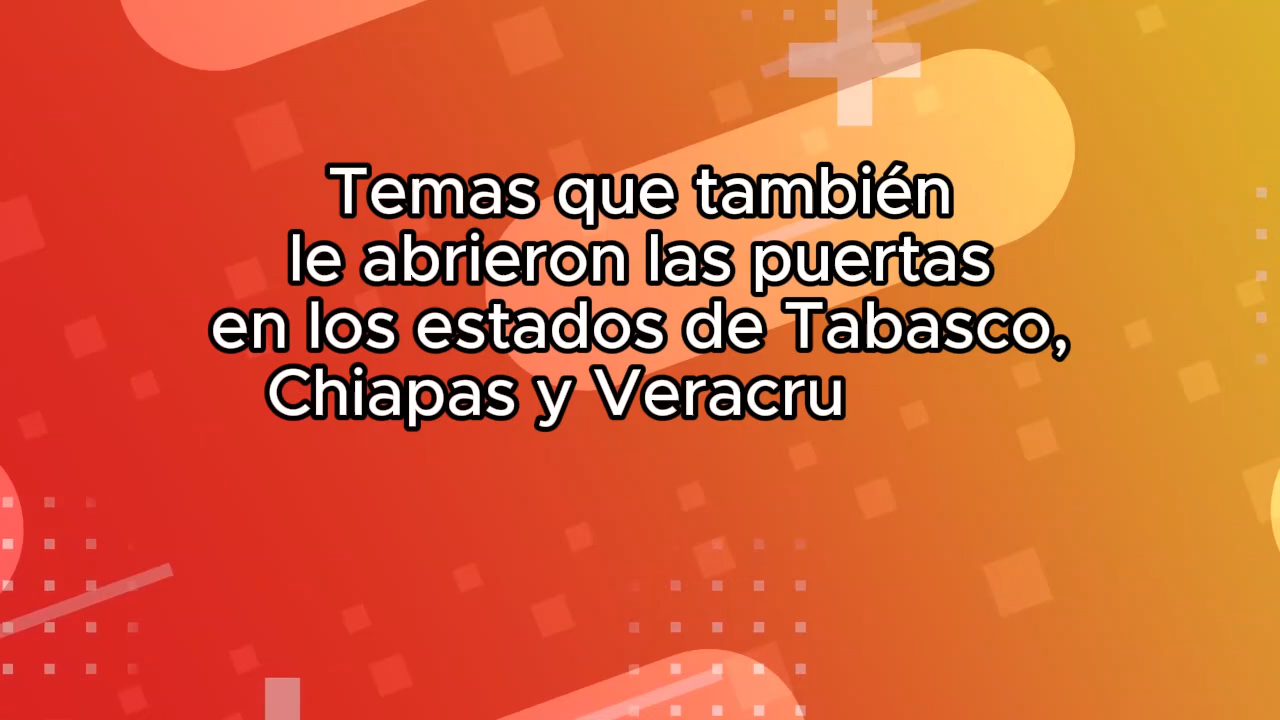 Temas que también
le abrieron las puertas
en los estados de Tabasco,
Chiapas y Veracru